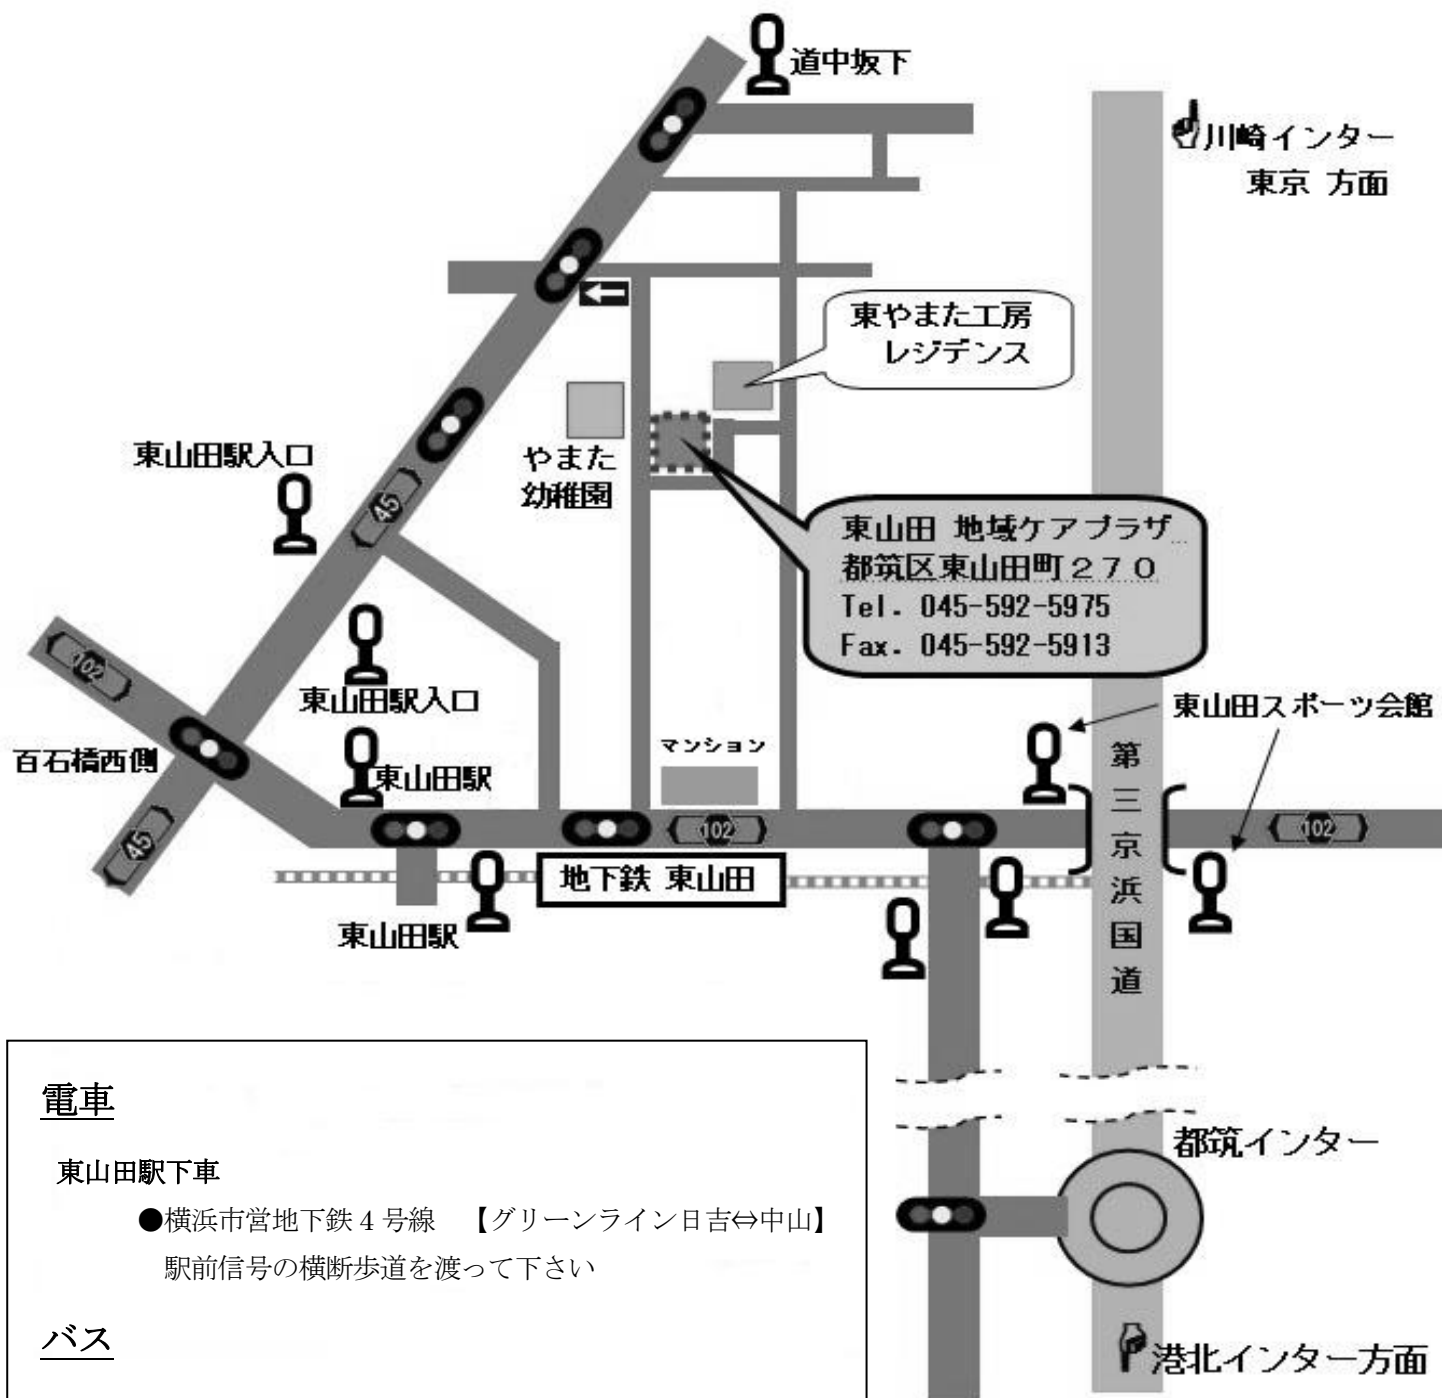 道中坂下
川崎インター
東京 方面
東やまた工房
レジデンス
東山田駅入口
45
やまた
幼稚園
東山田 地域ケアプラザ
都筑区東山田町270
Tel. 045-592-5975
Fax. 045-592-5913
102
東山田駅入口
東山田スポーツ会館
百石橋西側
東山田駅
マンション
第三京浜国道
45
102
102
地下鉄 東山田
東山田駅
都筑インター
港北インター方面
電車
東山田駅下車
●横浜市営地下鉄4号線 【グリーンライン日吉⇔中山】
駅前信号の横断歩道を渡って下さい
バス